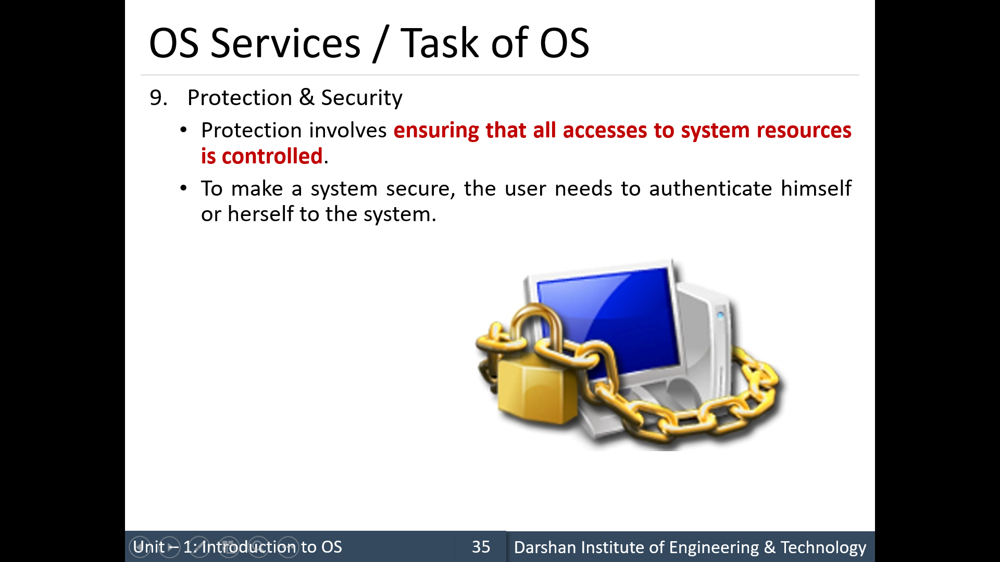 OS Services / Task of OS
9. Protection & Security
• Protection involves ensuring that all accesses to system resources
is controlled.
• To make a system secure, the user needs to authenticate himself
or herself to the system.
Unit – 1: Introduction to OS
35
Darshan Institute of Engineering & Technology